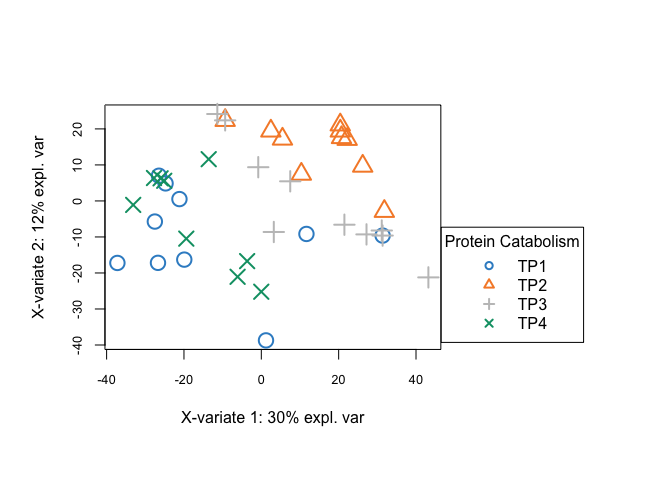 20
10
0
-10
-20
-30
-40
X-variate 2: 12% expl. var
-40
-20
0
20
40
X-variate 1: 30% expl. var
Protein Catabolism
TP1
TP2
TP3
TP4